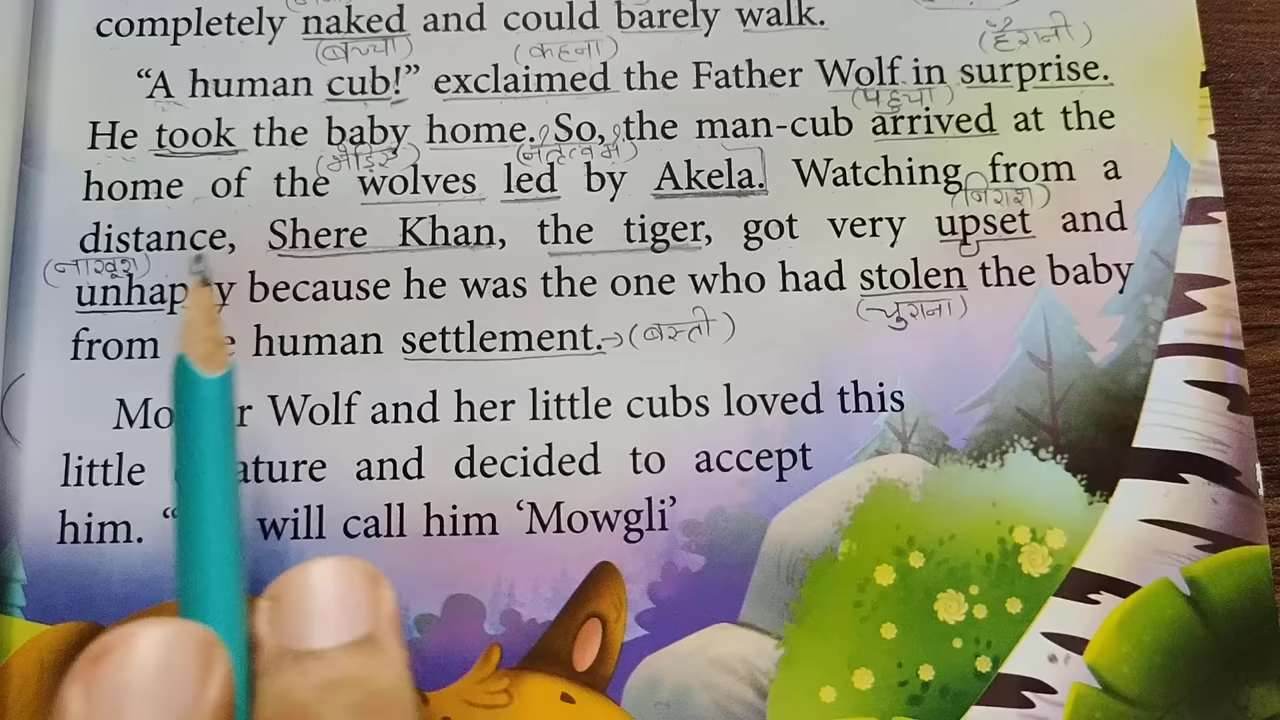 completely naked and could barely walk.
(बच्चा) (कहना) (हैरानी)
“A human cub!” exclaimed the Father Wolf in surprise.
(पहुचा)
He took the baby home. So, the man-cub arrived at the
(भेड़िए)
home of the wolves led by Akela. Watching from a
(निराश)
distance, Shere Khan, the tiger, got very upset and
(नाखूश)
because he was the one who had stolen the baby
(चुराना)
from human settlement.→(बस्ती)
Wolf and her little cubs loved this
little and decided to accept
him. will call him ‘Mowgli’